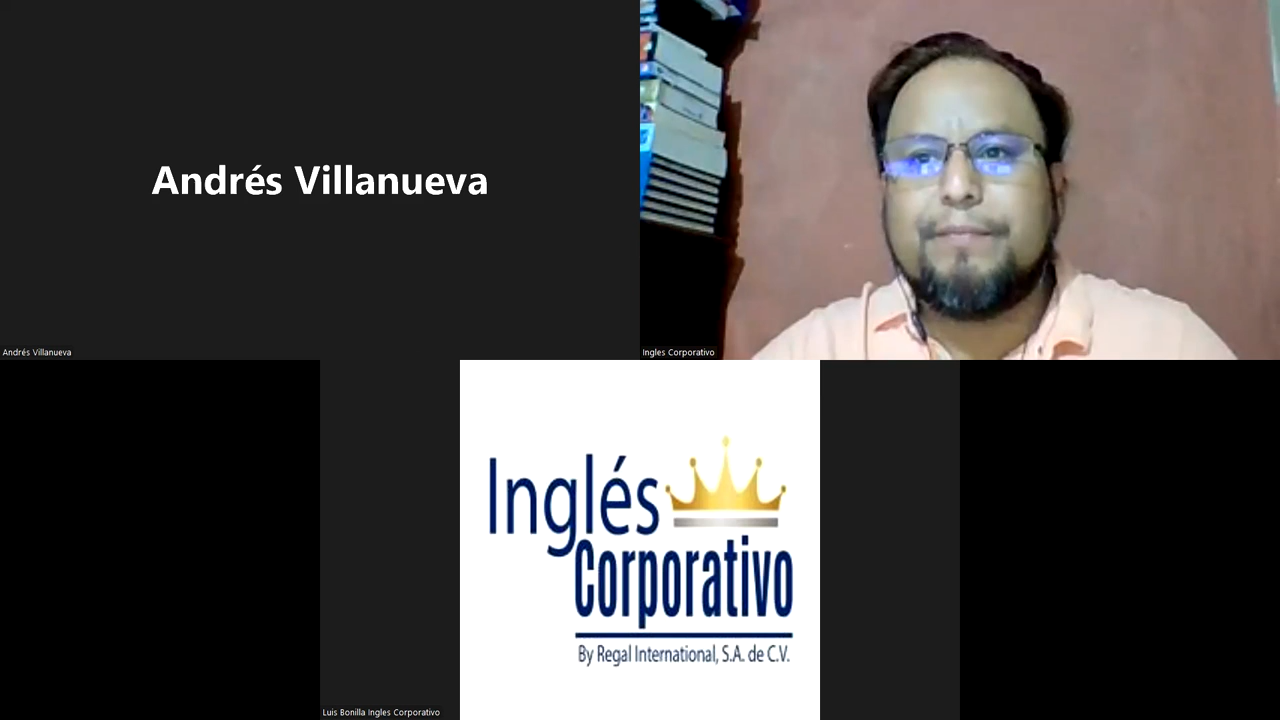 Andrés Villanueva
Andrés Villanueva
Ingles Corporativo
Inglés
Corporativo
By Regal International, S.A. de C.V.
Luis Bonilla Ingles Corporativo